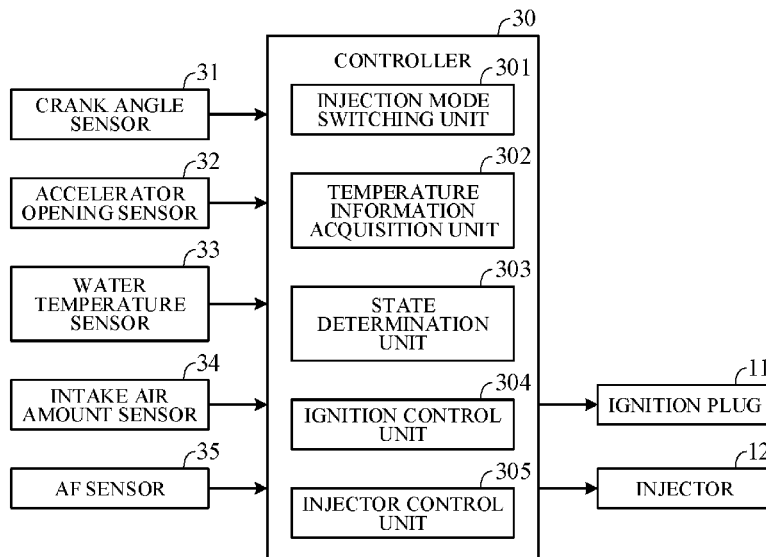 30
CONTROLLER
31
CRANK ANGLE
SENSOR
32
ACCELERATOR
OPENING SENSOR
33
WATER
TEMPERATURE
SENSOR
34
INTAKE AIR
AMOUNT SENSOR
35
AF SENSOR
301
INJECTION MODE
SWITCHING UNIT
302
TEMPERATURE
INFORMATION
ACQUISITION UNIT
303
STATE
DETERMINATION
UNIT
304
IGNITION CONTROL
UNIT
305
INJECTOR CONTROL
UNIT
11
IGNITION PLUG
12
INJECTOR